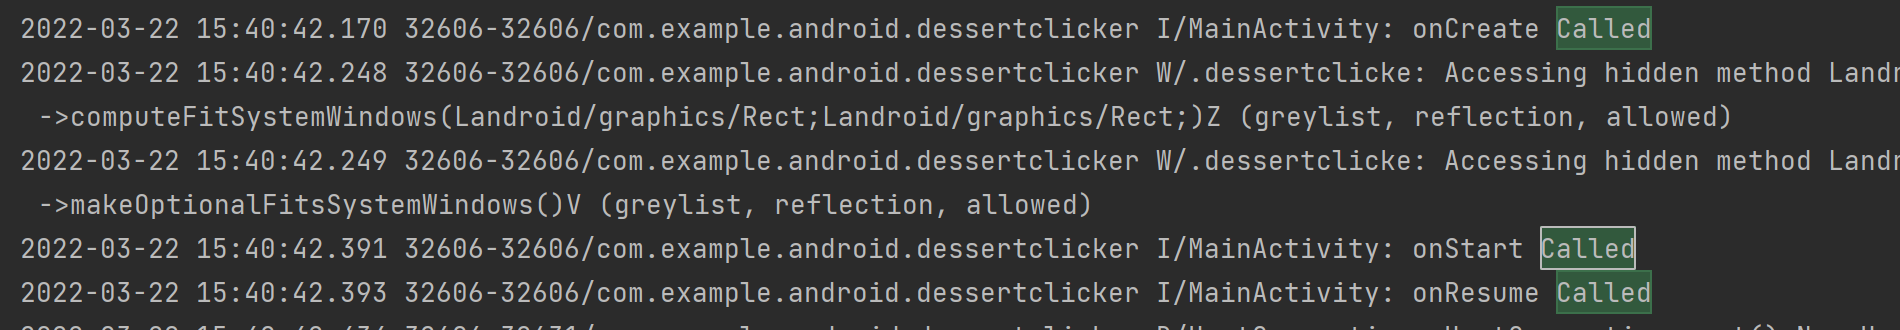 2022-03-22 15:40:42.170 32606-32606/com.example.android.dessertclicker I/MainActivity: onCreate Called
2022-03-22 15:40:42.248 32606-32606/com.example.android.dessertclicker W/.dessertclicke: Accessing hidden method
->computeFitSystemWindows(Landroid/graphics/Rect;Landroid/graphics/Rect;)Z (greylist, reflection, allowed)
2022-03-22 15:40:42.249 32606-32606/com.example.android.dessertclicker W/.dessertclicke: Accessing hidden method
->makeOptionalFitsSystemWindows()V (greylist, reflection, allowed)
2022-03-22 15:40:42.391 32606-32606/com.example.android.dessertclicker I/MainActivity: onStart Called
2022-03-22 15:40:42.393 32606-32606/com.example.android.dessertclicker I/MainActivity: onResume Called